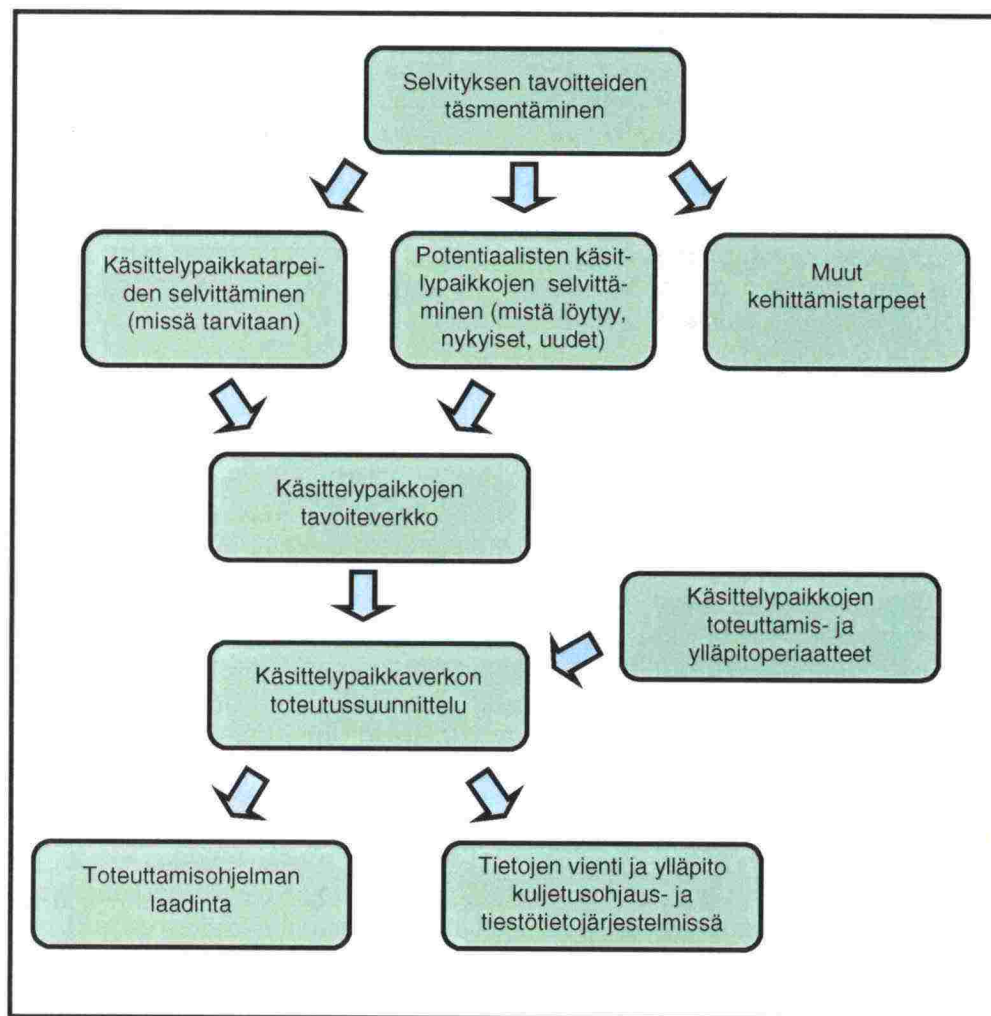 Selvityksen tavoitteiden
täsmentäminen
Käsittelypaikkatarpei-
den selvittäminen
(missä tarvitaan)
Potentiaalisten käsit-
lypaikkojen selvittä-
minen (mistä löytyy,
nykyiset, uudet)
Muut
kehittämistarpeet
Käsittelypaikkojen
tavoiteverkko
Käsittelypaikkojen
toteuttamis- ja
ylläpitoperiaatteet
Käsittelypaikkaverkon
toteutussuunnittelu
Toteuttamisohjelman
laadinta
Tietojen vienti ja ylläpito
kuljetusohjaus- ja
tiestötietojärjestelmissä